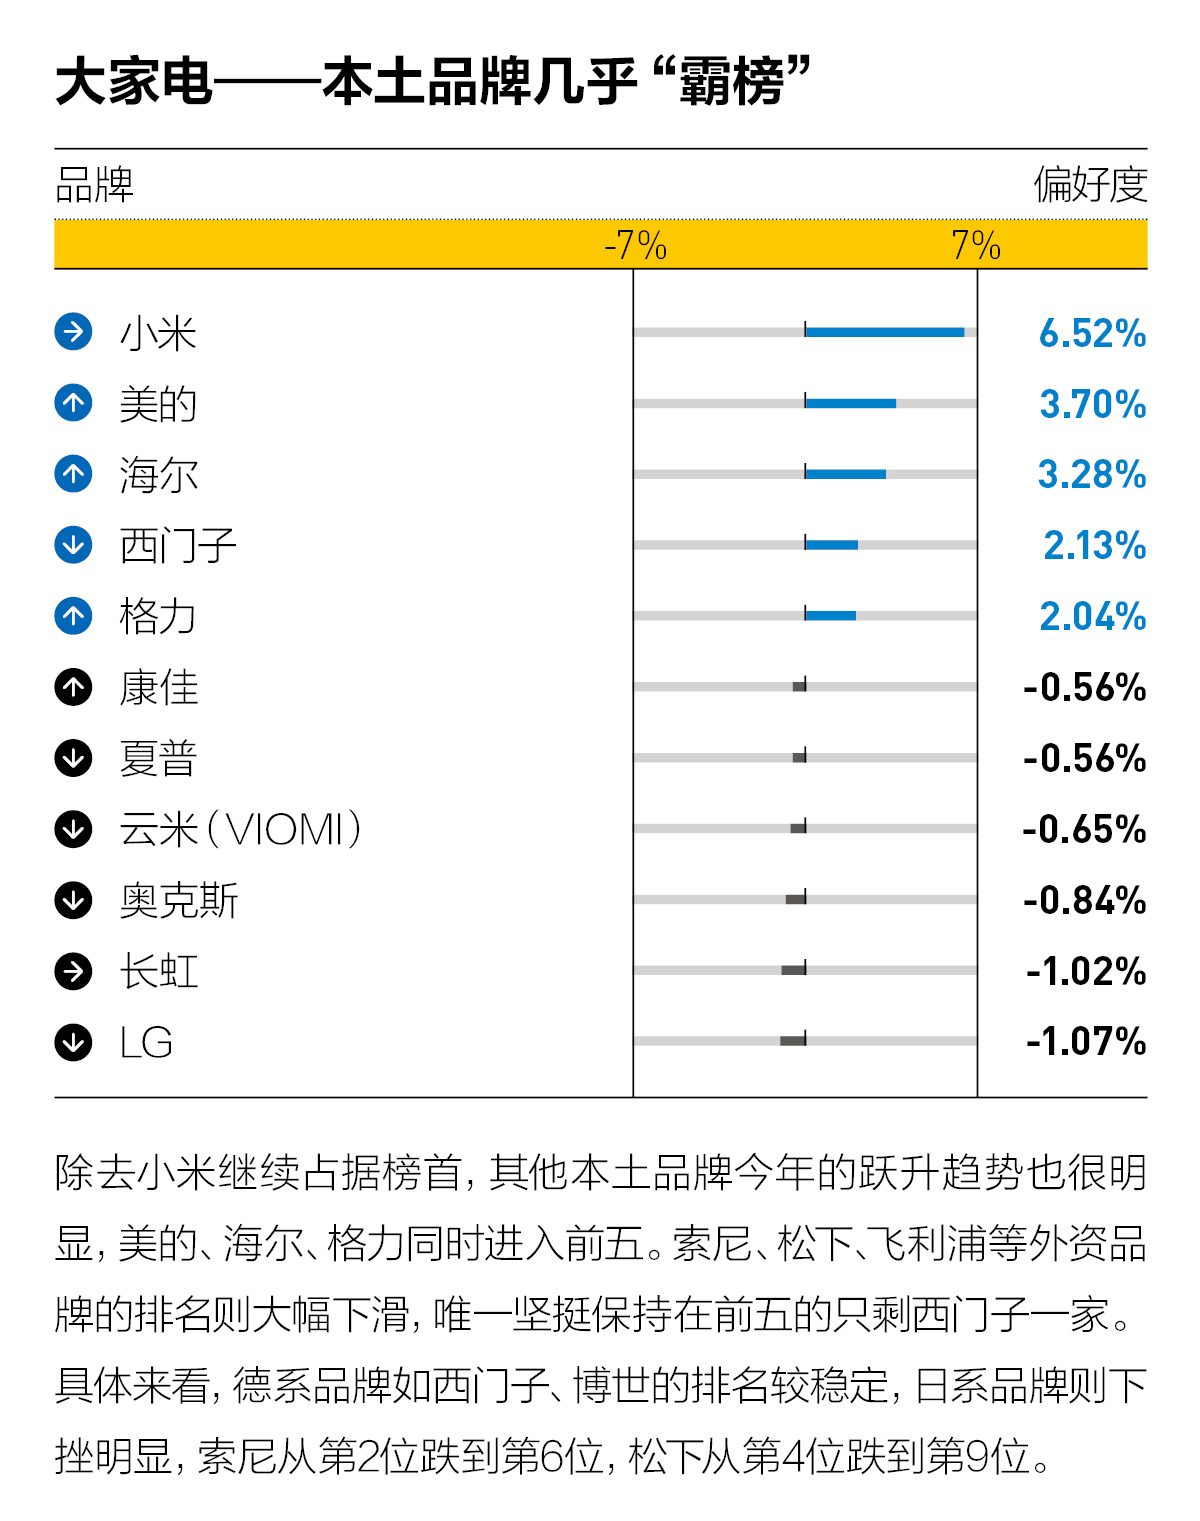 大家电——本土品牌几乎“霸榜”
品牌 偏好度
-7% 7%
小米 6.52%
美的 3.70%
海尔 3.28%
西门子 2.13%
格力 2.04%
康佳 -0.56%
夏普 -0.56%
云米（VIOMI） -0.65%
奥克斯 -0.84%
长虹 -1.02%
LG -1.07%
除去小米继续占据榜首，其他本土品牌今年的跃升趋势也很明
显，美的、海尔、格力同时进入前五。索尼、松下、飞利浦等外资品
牌的排名则大幅下滑，唯一坚挺保持在前五的只剩西门子一家。
具体来看，德系品牌如西门子、博世的排名较稳定，日系品牌则下
挫明显，索尼从第2位跌到第6位，松下从第4位跌到第9位。